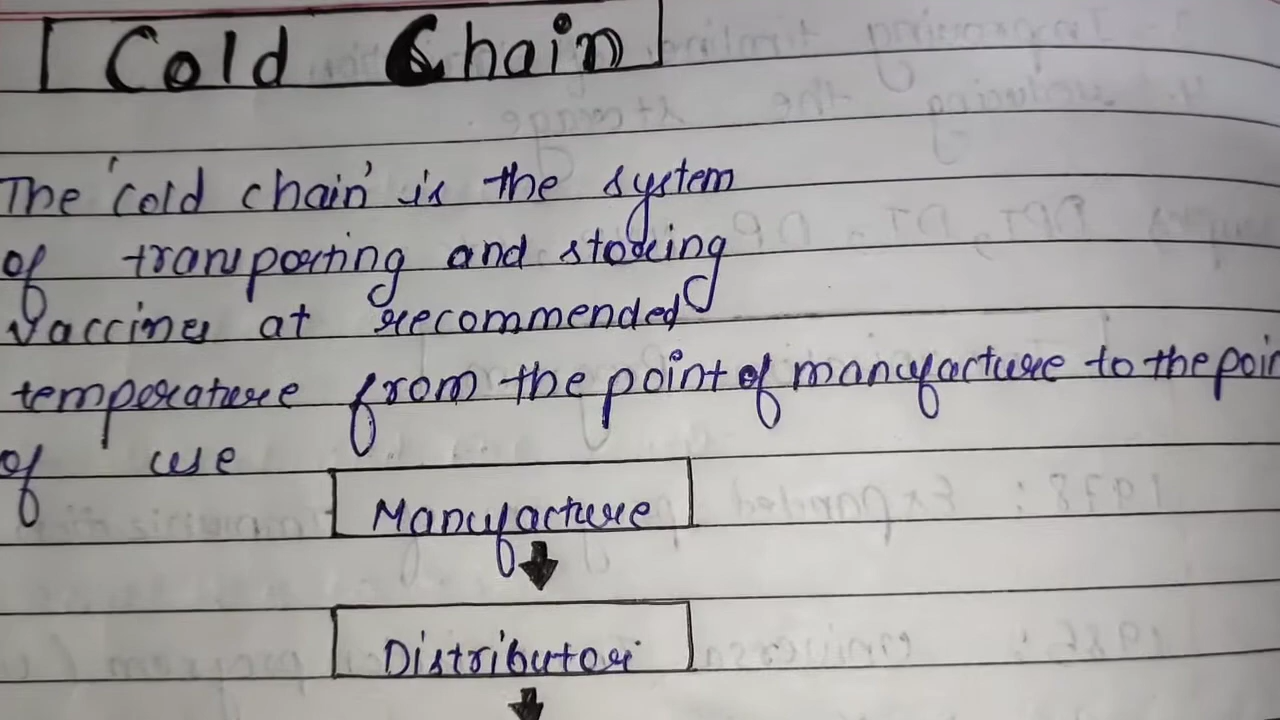 Cold Chain
The 'cold chain' is the system
of transporting and storing
Vaccines at recommended
temperature from the point of manufacture to the poin
of use
Manufacture
Distributor